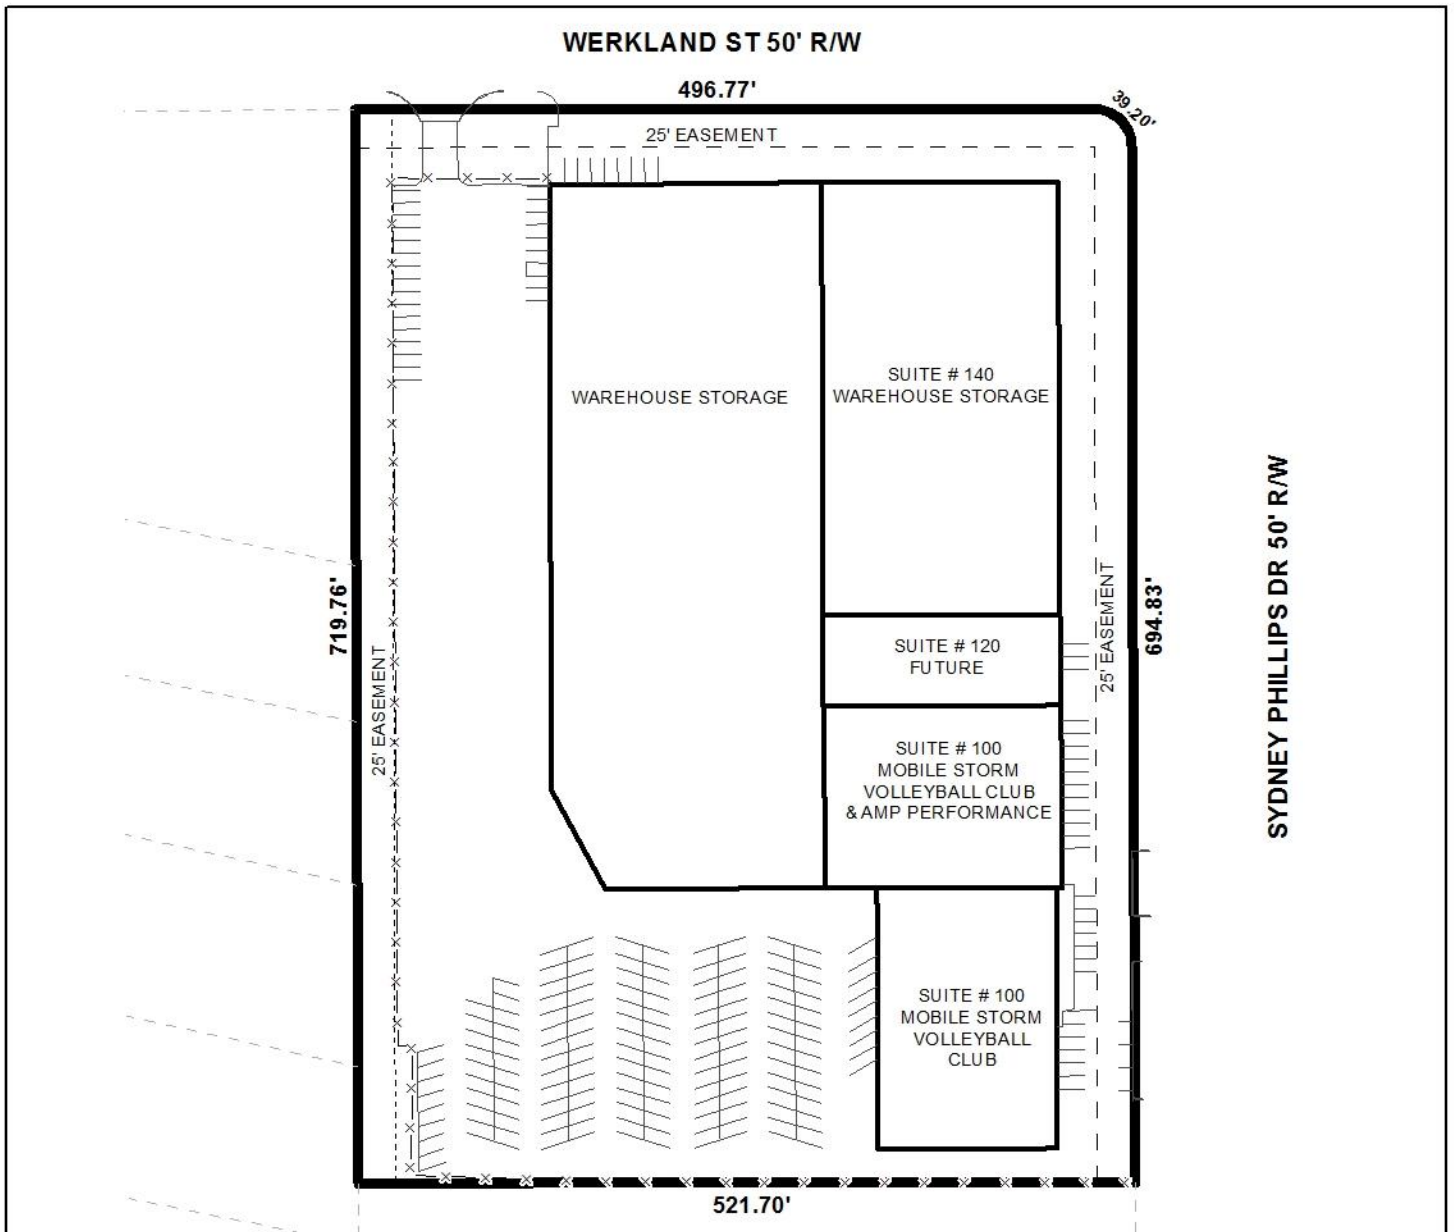 WERKLAND ST 50' R/W
496.77'
39.20'
25' EASEMENT
SUITE # 140
WAREHOUSE STORAGE
WAREHOUSE STORAGE
SYDNEY PHILLIPS DR 50' R/W
719.76'
25' EASEMENT
25' EASEMENT
694.83'
SUITE # 120
FUTURE
SUITE # 100
MOBILE STORM
VOLLEYBALL CLUB
& AMP PERFORMANCE
SUITE # 100
MOBILE STORM
VOLLEYBALL
CLUB
521.70'